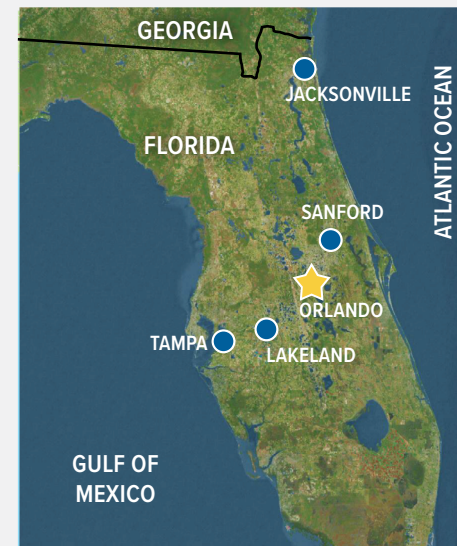 GEORGIA
JACKSONVILLE
ATLANTIC OCEAN
FLORIDA
SANFORD
ORLANDO
TAMPA
LAKELAND
GULF OF
MEXICO